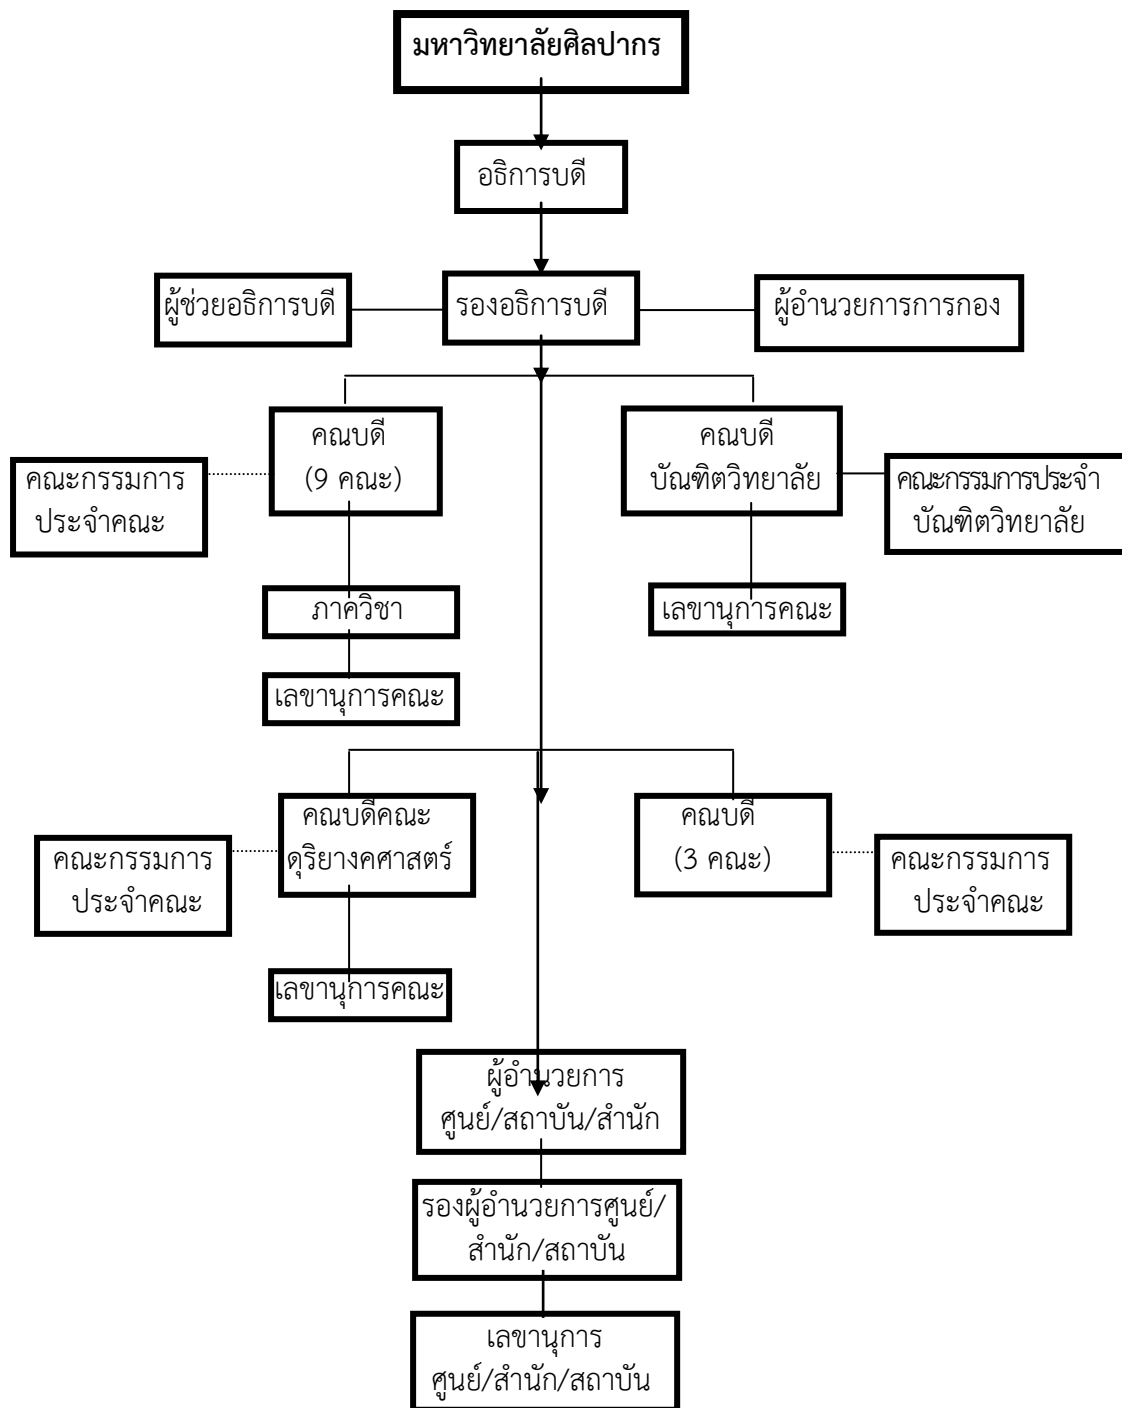 มหาวิทยาลัยศิลปากร
อธิการบดี
ผู้ช่วยอธิการบดี
รองอธิการบดี
ผู้อำนวยการการกอง
คณบดี
(9 คณะ)
คณบดี
บัณฑิตวิทยาลัย
คณะกรรมการ
ประจำคณะ
คณะกรรมการประจำ
บัณฑิตวิทยาลัย
ภาควิชา
เลขานุการคณะ
เลขานุการคณะ
คณบดีคณะ
ดุริยางคศาสตร์
คณบดี
(3 คณะ)
คณะกรรมการ
ประจำคณะ
คณะกรรมการ
ประจำคณะ
เลขานุการคณะ
ผู้อำนวยการ
ศูนย์/สถาบัน/สำนัก
รองผู้อำนวยการศูนย์/
สำนัก/สถาบัน
เลขานุการ
ศูนย์/สำนัก/สถาบัน